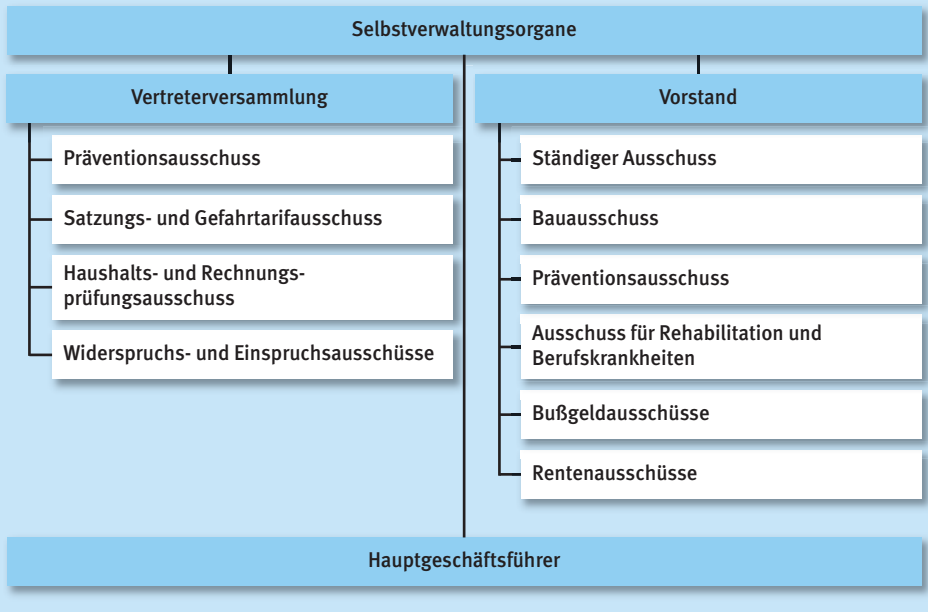 Selbstverwaltungsorgane
Vertreterversammlung
Präventionsausschuss
Satzungs- und Gefahrtarifausschuss
Haushalts- und Rechnungs-
prüfungsausschuss
Widerspruchs- und Einspruchsausschüsse
Vorstand
Ständiger Ausschuss
Bauausschuss
Präventionsausschuss
Ausschuss für Rehabilitation und
Berufskrankheiten
Bußgeldausschüsse
Rentenausschüsse
Hauptgeschäftsführer